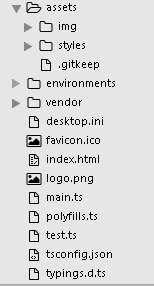 assets
img
styles
.gitkeep
environments
vendor
desktop.ini
favicon.ico
index.html
logo.png
main.ts
polyfills.ts
test.ts
tsconfig.json
typings.d.ts